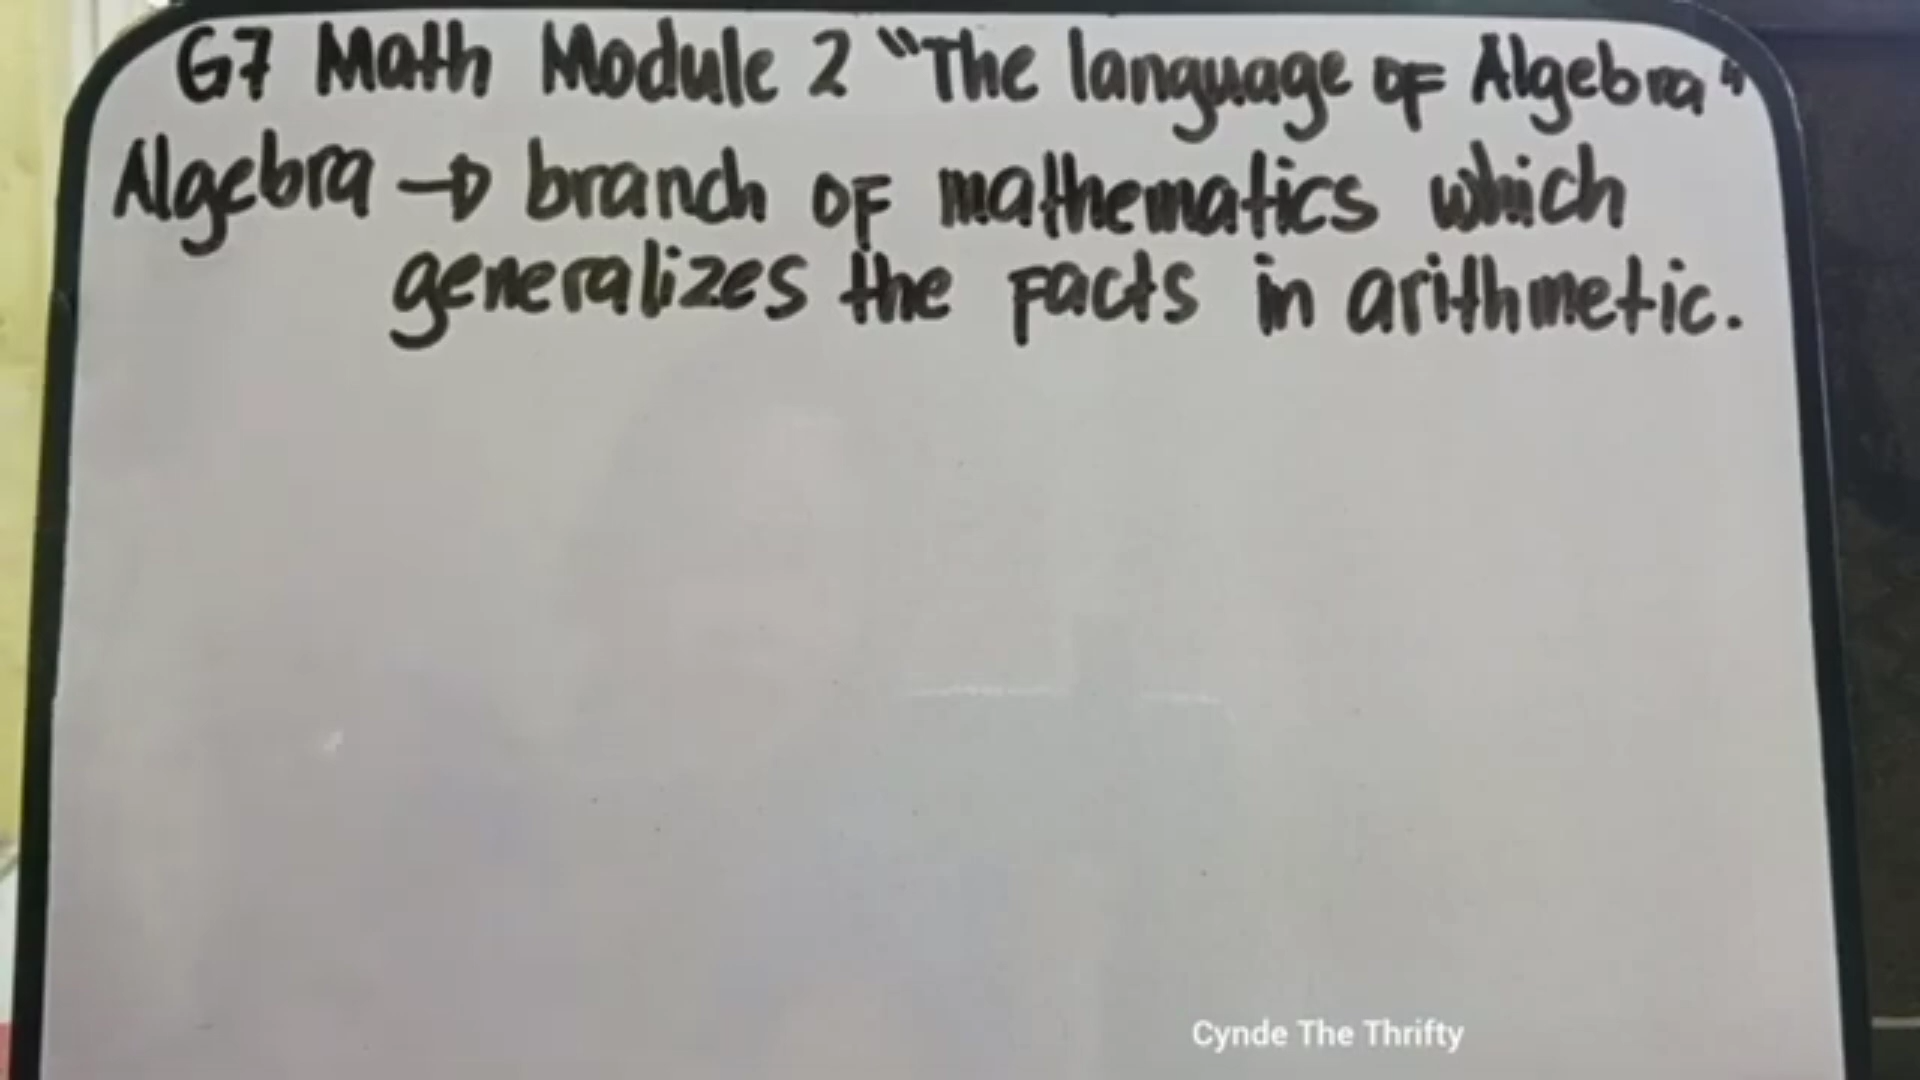 G7 Math Module 2 "The language of Algebra"
Algebra → branch of mathematics which
generalizes the facts in arithmetic.
Cynde The Thrifty